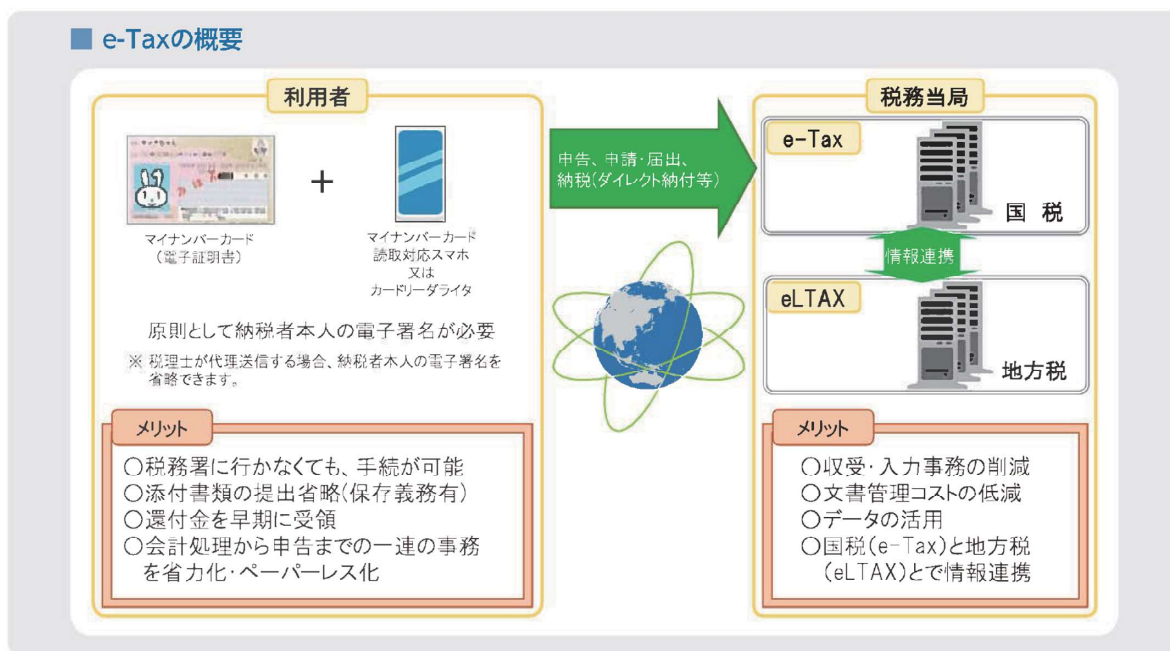 ■ e-Taxの概要
利用者
マイナンバーカード
（電子証明書）
+
マイナンバーカード
読取対応スマホ
又は
カードリーダライタ
原則として納税者本人の電子署名が必要
※ 税理士が代理送信する場合、納税者本人の電子署名を
省略できます。
メリット
○税務署に行かなくても、手続が可能
○添付書類の提出省略(保存義務有)
○還付金を早期に受領
○会計処理から申告までの一連の事務
を省力化・ペーパーレス化
申告、申請・届出、
納税(ダイレクト納付等)
税務当局
e-Tax
国 税
情報連携
eLTAX
地方税
メリット
○収受・入力事務の削減
○文書管理コストの低減
○データの活用
○国税(e-Tax)と地方税
(eLTAX)とで情報連携